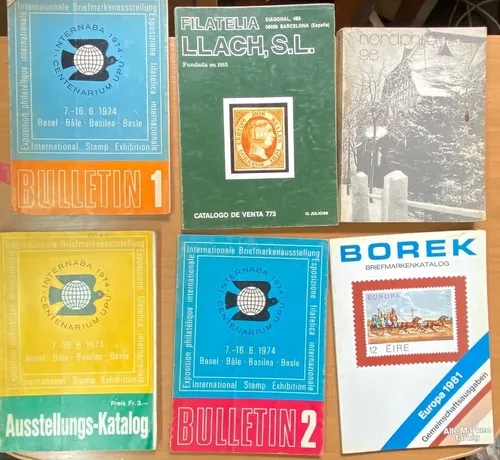 Internationale Briefmarkenausstellung
Exposition philatélique internationale
Esposizione filatelica internazionale
INTERNABA 1974
CENTENARIUM UPU
7.-16. 6. 1974
Basel · Bâle · Basilea · Basle
International Stamp Exhibition
BULLETIN 1
FILATELIA
DIAGONAL, 489
08029 BARCELONA (España)
LLACH, S.L.
Fundada en 1915
CATALOGO DE VENTA 773
Internationale Briefmarkenausstellung
Exposition philatélique internationale
Esposizione filatelica internazionale
INTERNABA 1974
CENTENARIUM UPU
7.-16. 6. 1974
Basel · Bâle · Basilea · Basle
International Stamp Exhibition
Preis Fr. 3.—
Ausstellungs-Katalog
Internationale Briefmarkenausstellung
Exposition philatélique internationale
Esposizione filatelica internazionale
INTERNABA 1974
CENTENARIUM UPU
7.-16. 6. 1974
Basel · Bâle · Basilea · Basle
International Stamp Exhibition
BULLETIN 2
BOREK
BRIEFMARKENKATALOG
EUROPA
12 ÉIRE
Europa 1981
Gemeinschaftsausgaben
Alle Marken
farbig